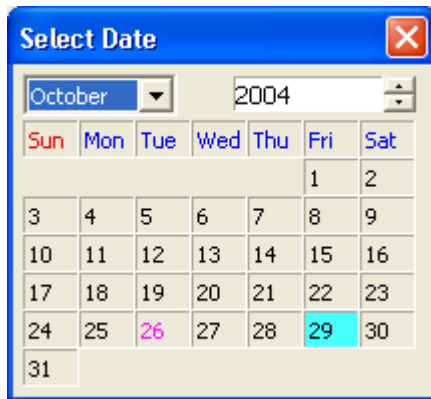 Select Date
October 2004
Sun Mon Tue Wed Thu Fri Sat
1 2
3 4 5 6 7 8 9
10 11 12 13 14 15 16
17 18 19 20 21 22 23
24 25 26 27 28 29 30
31